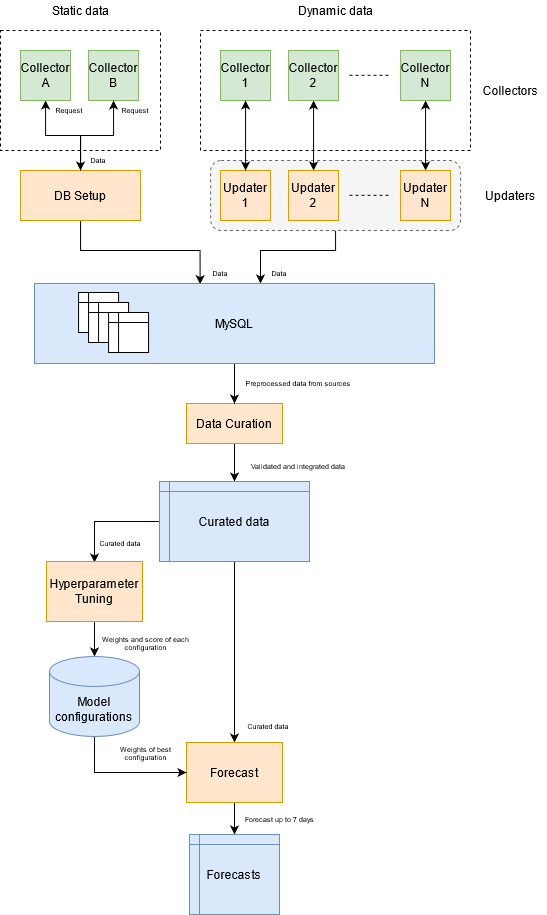 Static data
Dynamic data
Collector
A
Collector
B
Collector
1
Collector
2
Collector
N
Collectors
Request
Request
Data
DB Setup
Updater
1
Updater
2
Updater
N
Updaters
Data
Data
MySQL
Preprocessed data from sources
Data Curation
Validated and integrated data
Curated data
Curated data
Hyperparameter
Tuning
Weights and score of each
configuration
Model
configurations
Curated data
Weights of best
configuration
Forecast
Forecast up to 7 days
Forecasts